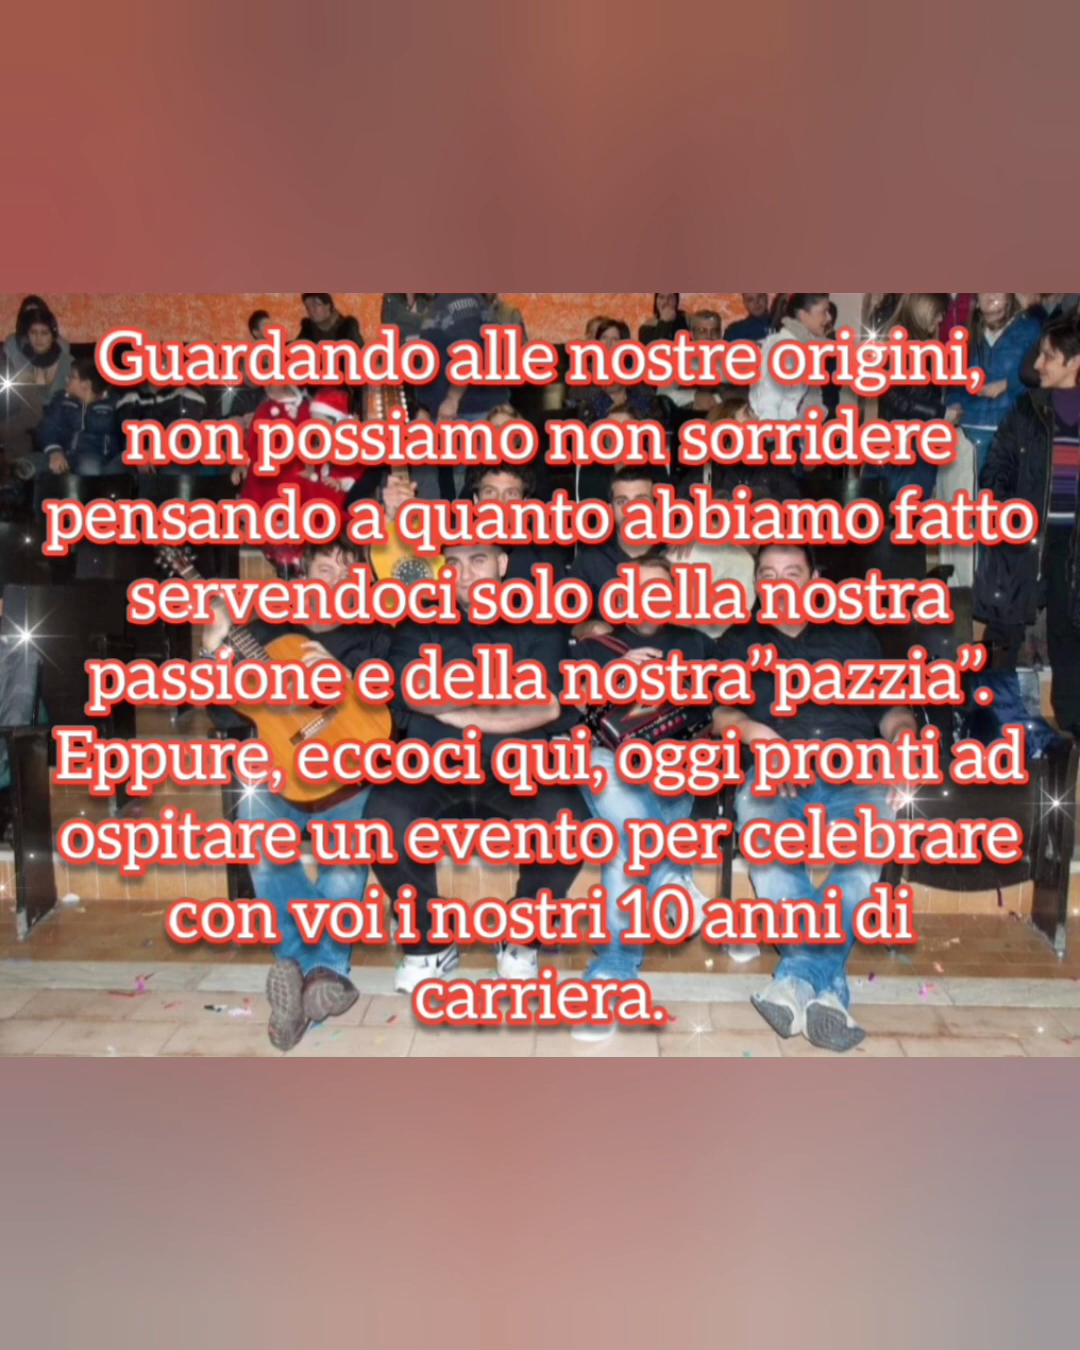 Guardando alle nostre origini,
non possiamo non sorridere
pensando a quanto abbiamo fatto
servendoci solo della nostra
passione e della nostra”pazzia”.
Eppure, eccoci qui, oggi pronti ad
ospitare un evento per celebrare
con voi i nostri 10 anni di
carriera.